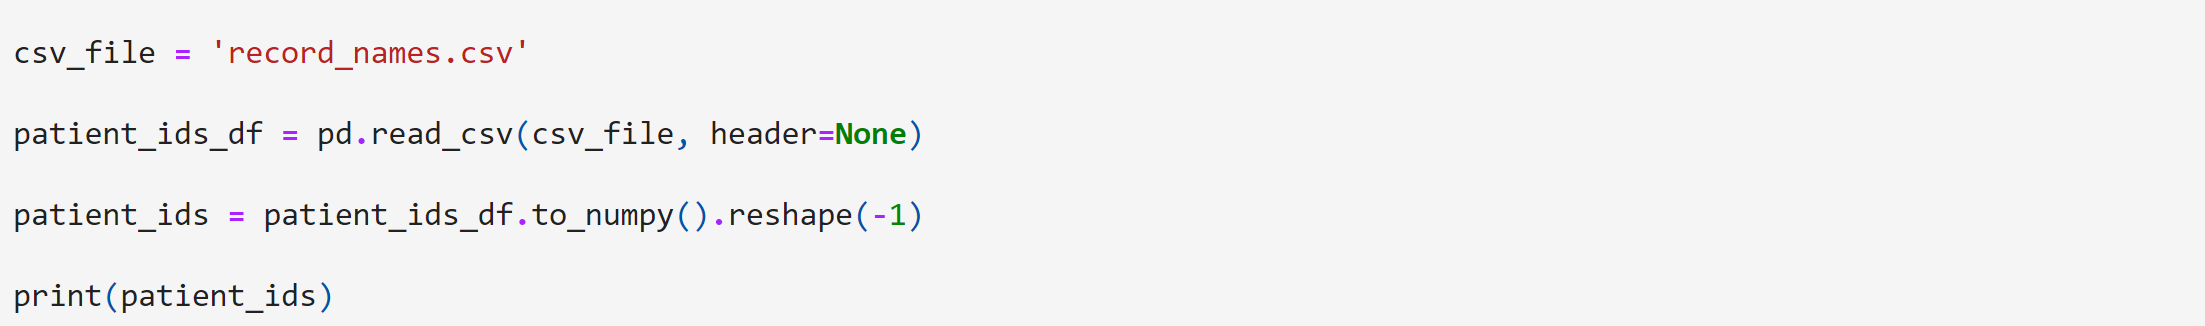 csv_file = 'record_names.csv'
patient_ids_df = pd.read_csv(csv_file, header=None)
patient_ids = patient_ids_df.to_numpy().reshape(-1)
print(patient_ids)